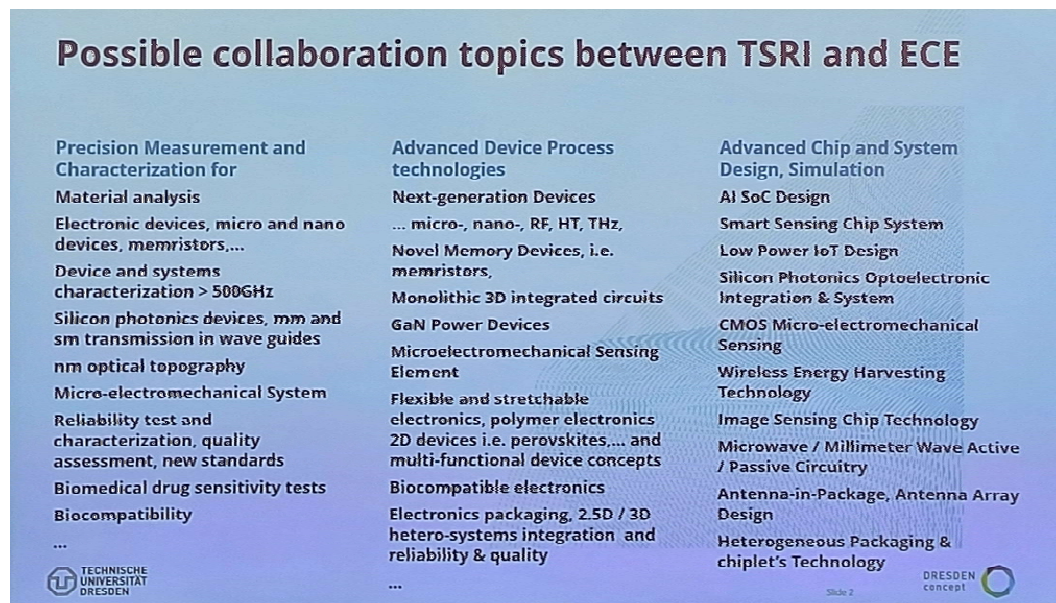 Possible collaboration topics between TSRI and ECE
Precision Measurement and
Characterization for
Material analysis
Electronic devices, micro and nano
devices, memristors,...
Device and systems
characterization > 500GHz
Silicon photonics devices, mm and
sm transmission in wave guides
nm optical topography
Micro-electromechanical System
Reliability test and
characterization, quality
assessment, new standards
Biomedical drug sensitivity tests
Biocompatibility
...
Advanced Device Process
technologies
Next-generation Devices
... micro-, nano-, RF, HT, THz,
Novel Memory Devices, i.e.
memristors,
Monolithic 3D integrated circuits
GaN Power Devices
Microelectromechanical Sensing
Element
Flexible and stretchable
electronics, polymer electronics
2D devices i.e. perovskites,... and
multi-functional device concepts
Biocompatible electronics
Electronics packaging, 2.5D / 3D
hetero-systems integration and
reliability & quality
...
Advanced Chip and System
Design, Simulation
AI SoC Design
Smart Sensing Chip System
Low Power IoT Design
Silicon Photonics Optoelectronic
Integration & System
CMOS Micro-electromechanical
Sensing
Wireless Energy Harvesting
Technology
Image Sensing Chip Technology
Microwave / Millimeter Wave Active
/ Passive Circuitry
Antenna-in-Package, Antenna Array
Design
Heterogeneous Packaging &
chiplet's Technology
TECHNISCHE
UNIVERSITÄT
DRESDEN
Slide 2
DRESDEN
concept